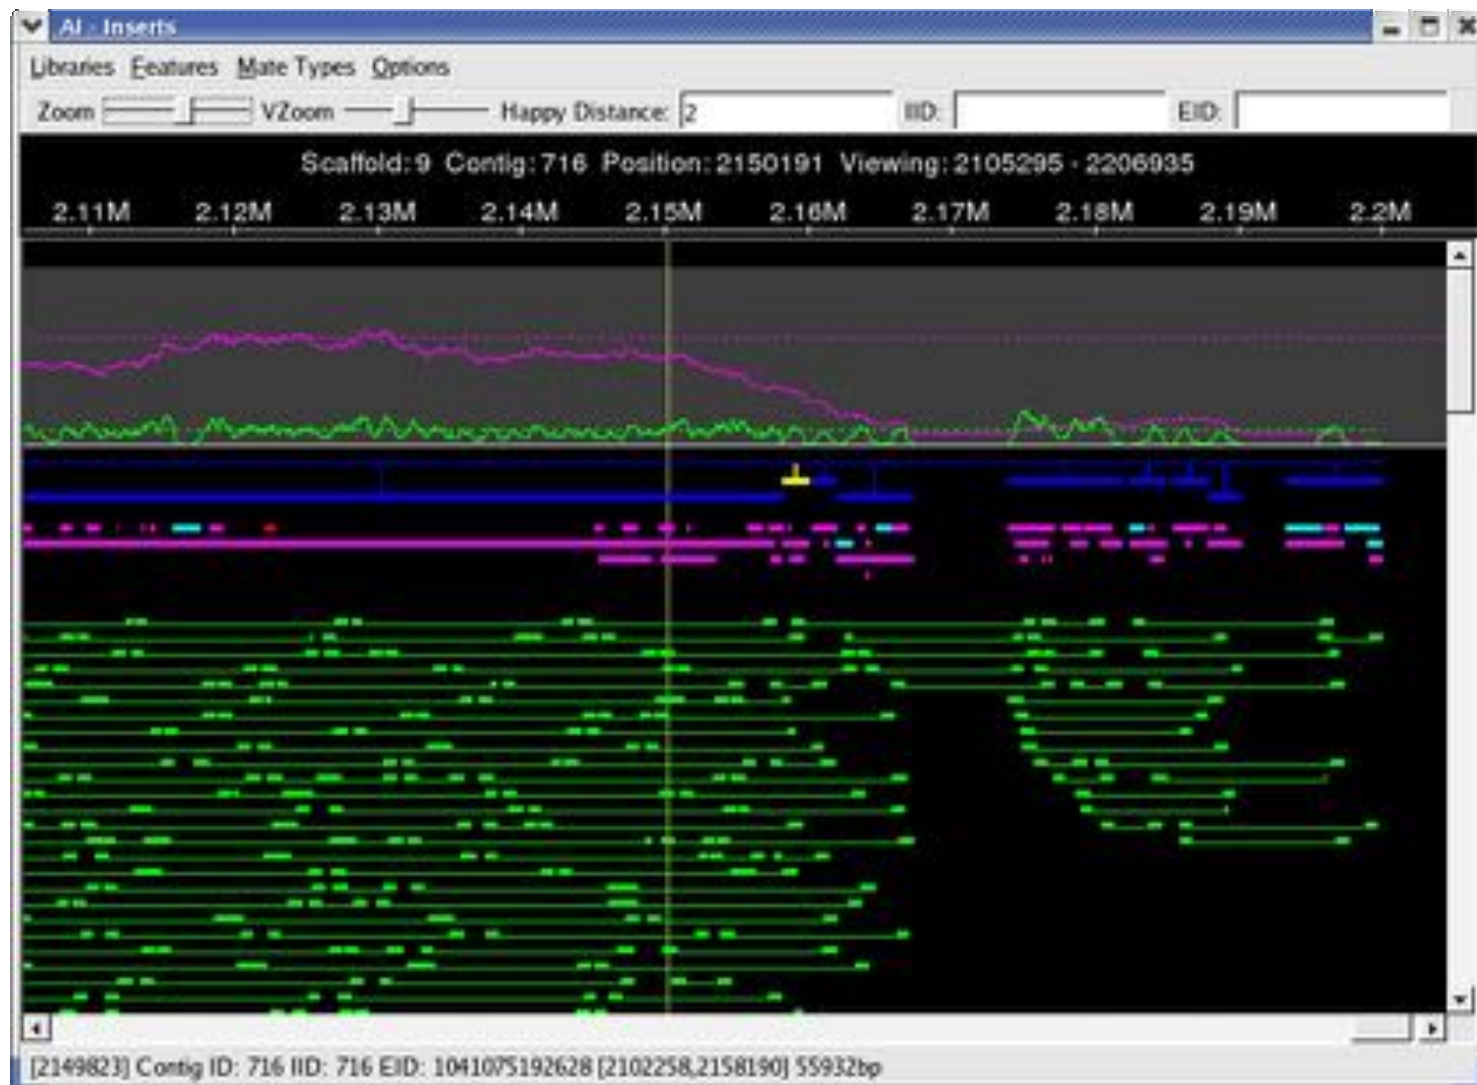 AI - Inserts
Libraries Features Mate Types Options
Zoom VZoom Happy Distance: 2 IID: EID:
Scaffold: 9 Contig: 716 Position: 2150191 Viewing: 2105295 - 2206935
2.11M 2.12M 2.13M 2.14M 2.15M 2.16M 2.17M 2.18M 2.19M 2.2M
[2149823] Contig ID: 716 IID: 716 EID: 1041075192628 [2102258,2158190] 55932bp